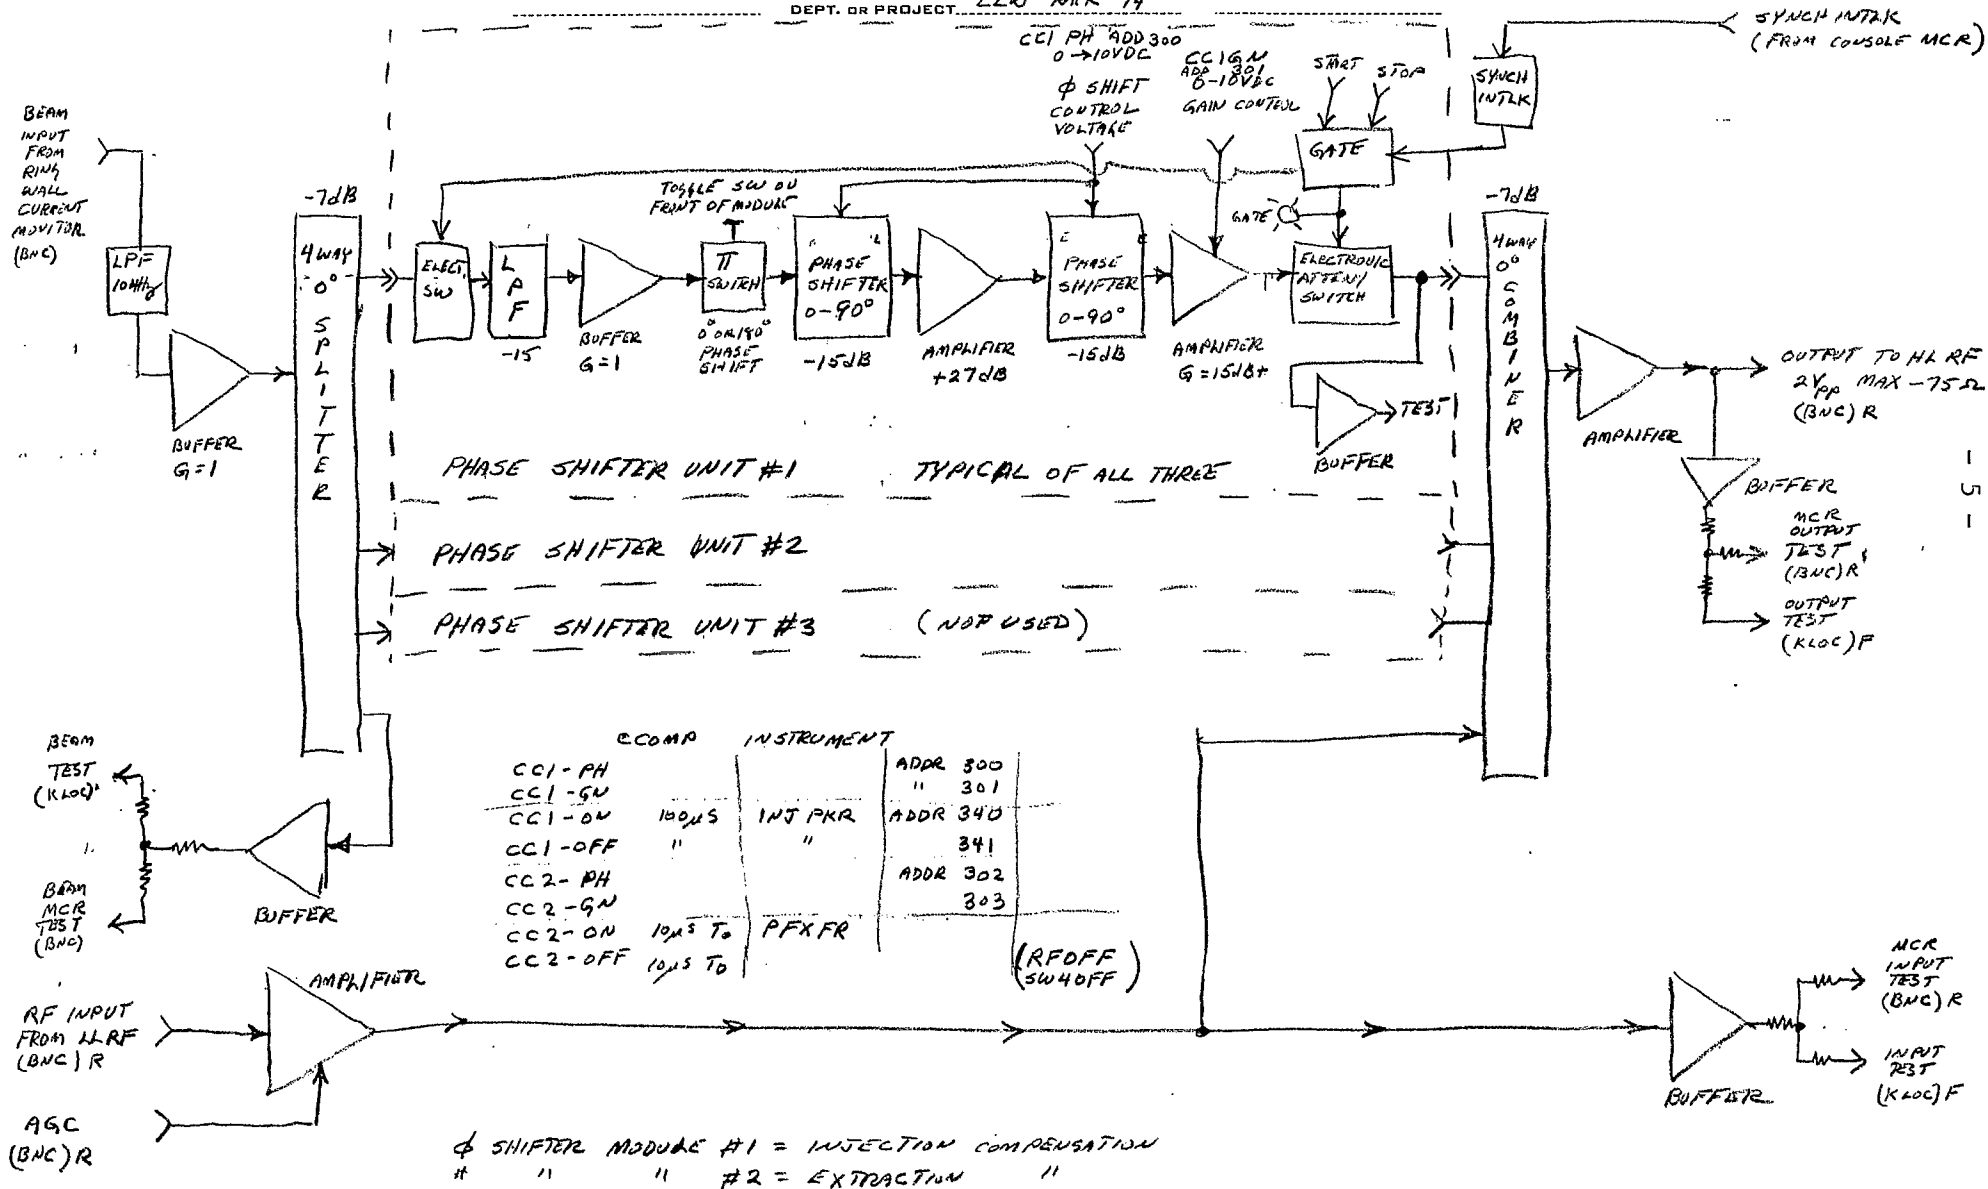 DEPT. OR PROJECT
SYNCH INTLK
(FROM CONSOLE MCR)
CC1 PH ADD 300
0→10VDC
φ SHIFT
CONTROL
VOLTAGE
CC1GN
ADD 301
0-10VDC
GAIN CONTROL
START
STOP
SYNCH
INTLK
BEAM
INPUT
FROM
RING
WALL
CURRENT
MONITOR
(BNC)
LPF
10MHz
BUFFER
G=1
-7dB
4 WAY
0°
SPLITTER
ELECT.
SW
LPF
-15
BUFFER
G=1
TOGGLE SW ON
FRONT OF MODULE
π
SWITCH
0° OR 180°
PHASE
SHIFT
PHASE
SHIFTER
0-90°
-15dB
AMPLIFIER
+27dB
PHASE
SHIFTER
0-90°
-15dB
AMPLIFIER
G=15dB+
GATE
GATE
ELECTRONIC
ATTEN/
SWITCH
TEST
BUFFER
-7dB
4 WAY
0°
COMBINER
AMPLIFIER
OUTPUT TO HL RF
2Vpp MAX -75Ω
(BNC) R
BUFFER
MCR
OUTPUT
TEST
(BNC) R
OUTPUT
TEST
(KLOC) F
- 5 -
PHASE SHIFTER UNIT #1 TYPICAL OF ALL THREE
PHASE SHIFTER UNIT #2
PHASE SHIFTER UNIT #3 (NOT USED)
BEAM
TEST
(KLOC)
BEAM
MCR
TEST
(BNC)
BUFFER
CCOMP INSTRUMENT
CC1-PH ADDR 300
CC1-GN " 301
CC1-ON 100μS INJ PKR ADDR 340
CC1-OFF " " 341
CC2-PH ADDR 302
CC2-GN 303
CC2-ON 10μS T0 PFXFR
CC2-OFF 10μS T0
(RFOFF
SW4OFF)
AMPLIFIER
RF INPUT
FROM LLRF
(BNC) R
AGC
(BNC) R
BUFFER
MCR
INPUT
TEST
(BNC) R
INPUT
TEST
(KLOC) F
φ SHIFTER MODULE #1 = INJECTION COMPENSATION
" " " #2 = EXTRACTION "